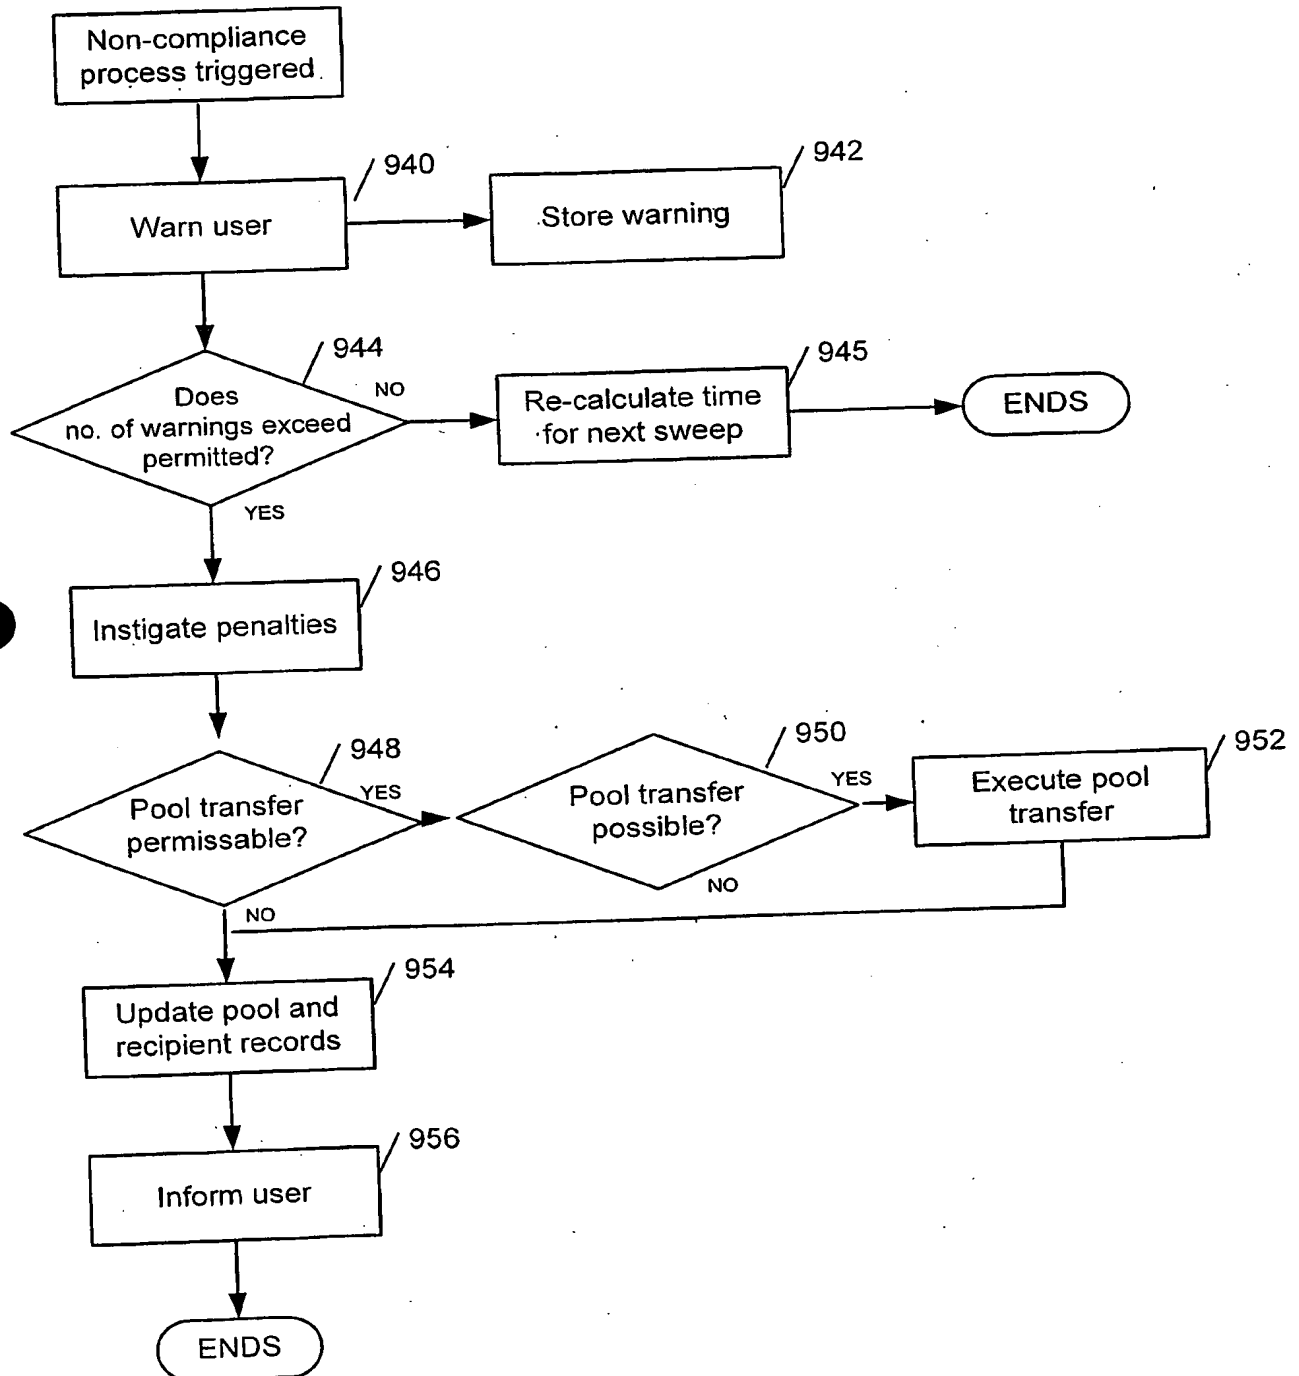 Non-compliance
process triggered
940
Warn user
942
Store warning
944
Does
no. of warnings exceed
permitted?
NO
945
Re-calculate time
for next sweep
ENDS
YES
946
Instigate penalties
948
Pool transfer
permissable?
YES
950
Pool transfer
possible?
YES
952
Execute pool
transfer
NO
NO
954
Update pool and
recipient records
956
Inform user
ENDS